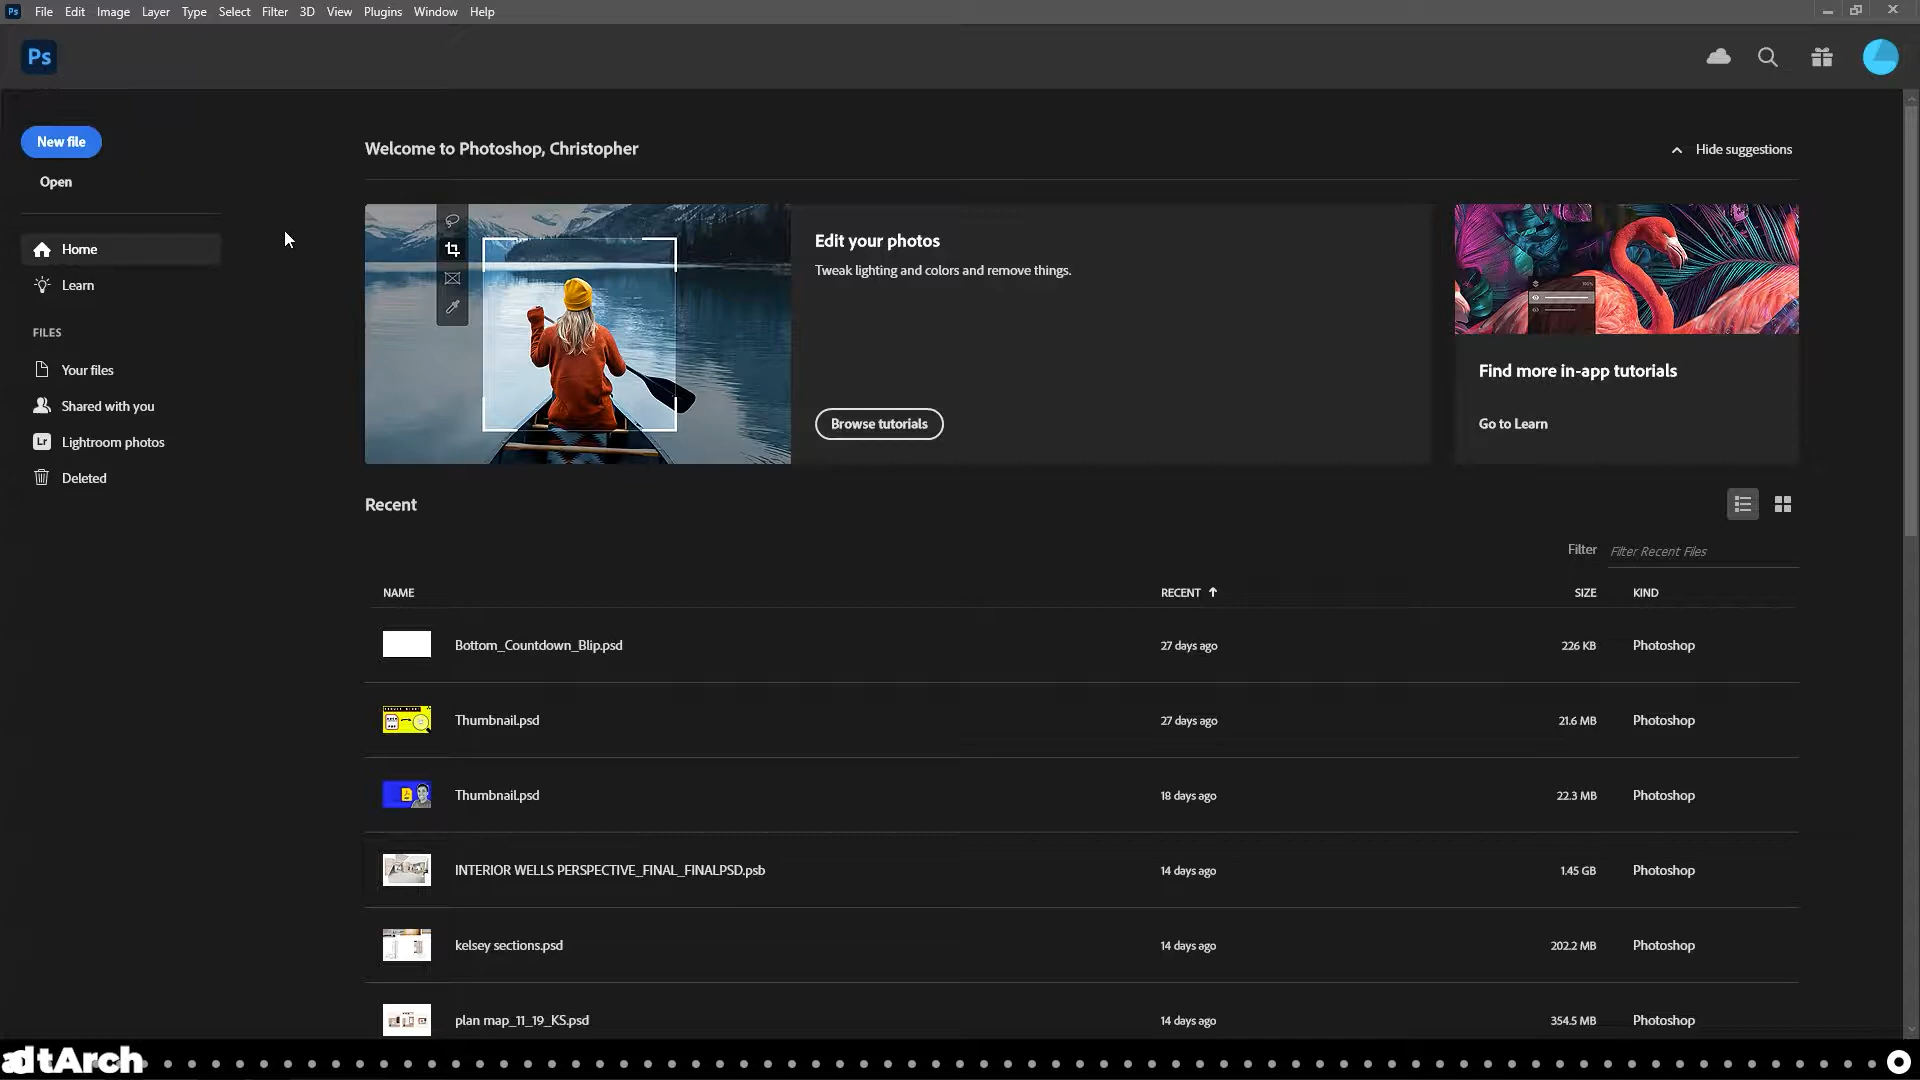 Ps File Edit Image Layer Type Select Filter 3D View Plugins Window Help
Ps
New file
Open
Home
Learn
FILES
Your files
Shared with you
Lr Lightroom photos
Deleted
Welcome to Photoshop, Christopher
Hide suggestions
Edit your photos
Tweak lighting and colors and remove things.
Browse tutorials
Find more in-app tutorials
Go to Learn
Recent
Filter Filter Recent Files
NAME RECENT SIZE KIND
Bottom_Countdown_Blip.psd 27 days ago 226 KB Photoshop
Thumbnail.psd 27 days ago 21.6 MB Photoshop
Thumbnail.psd 18 days ago 22.3 MB Photoshop
INTERIOR WELLS PERSPECTIVE_FINAL_FINALPSD.psb 14 days ago 1.45 GB Photoshop
kelsey sections.psd 14 days ago 202.2 MB Photoshop
plan map_11_19_KS.psd 14 days ago 354.5 MB Photoshop
tArch